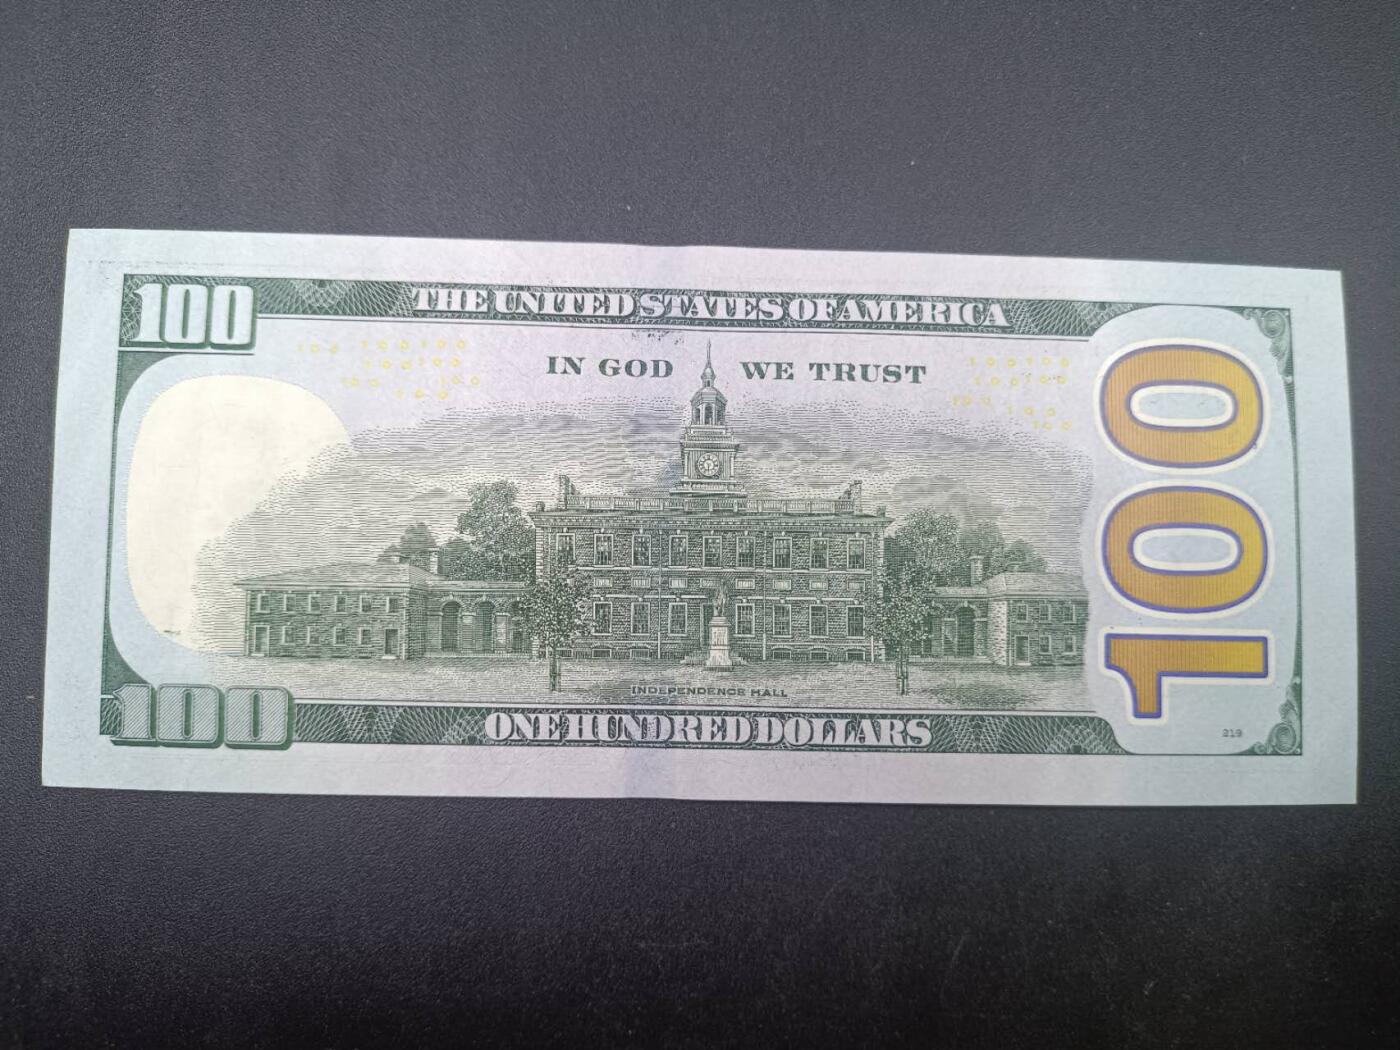 100
THE UNITED STATES OF AMERICA
IN GOD WE TRUST
100
INDEPENDENCE HALL
100
ONE HUNDRED DOLLARS
219